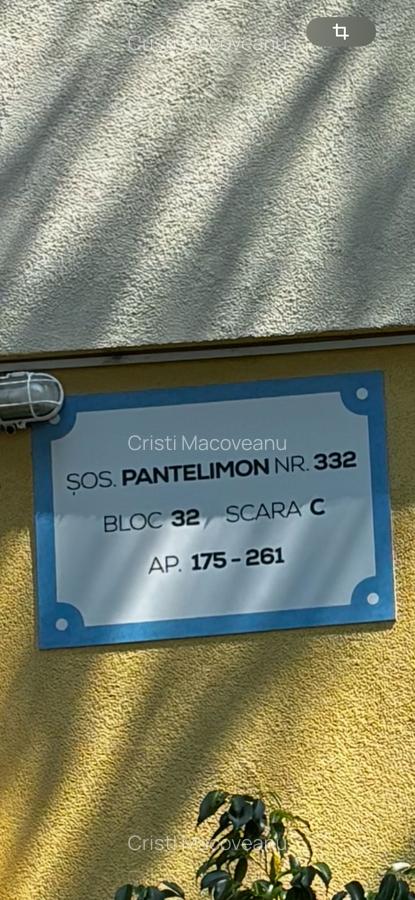 Cristi Macoveanu
Cristi Macoveanu
ȘOS. PANTELIMON NR. 332
BLOC 32, SCARA C
AP. 175 - 261
Cristi Macoveanu